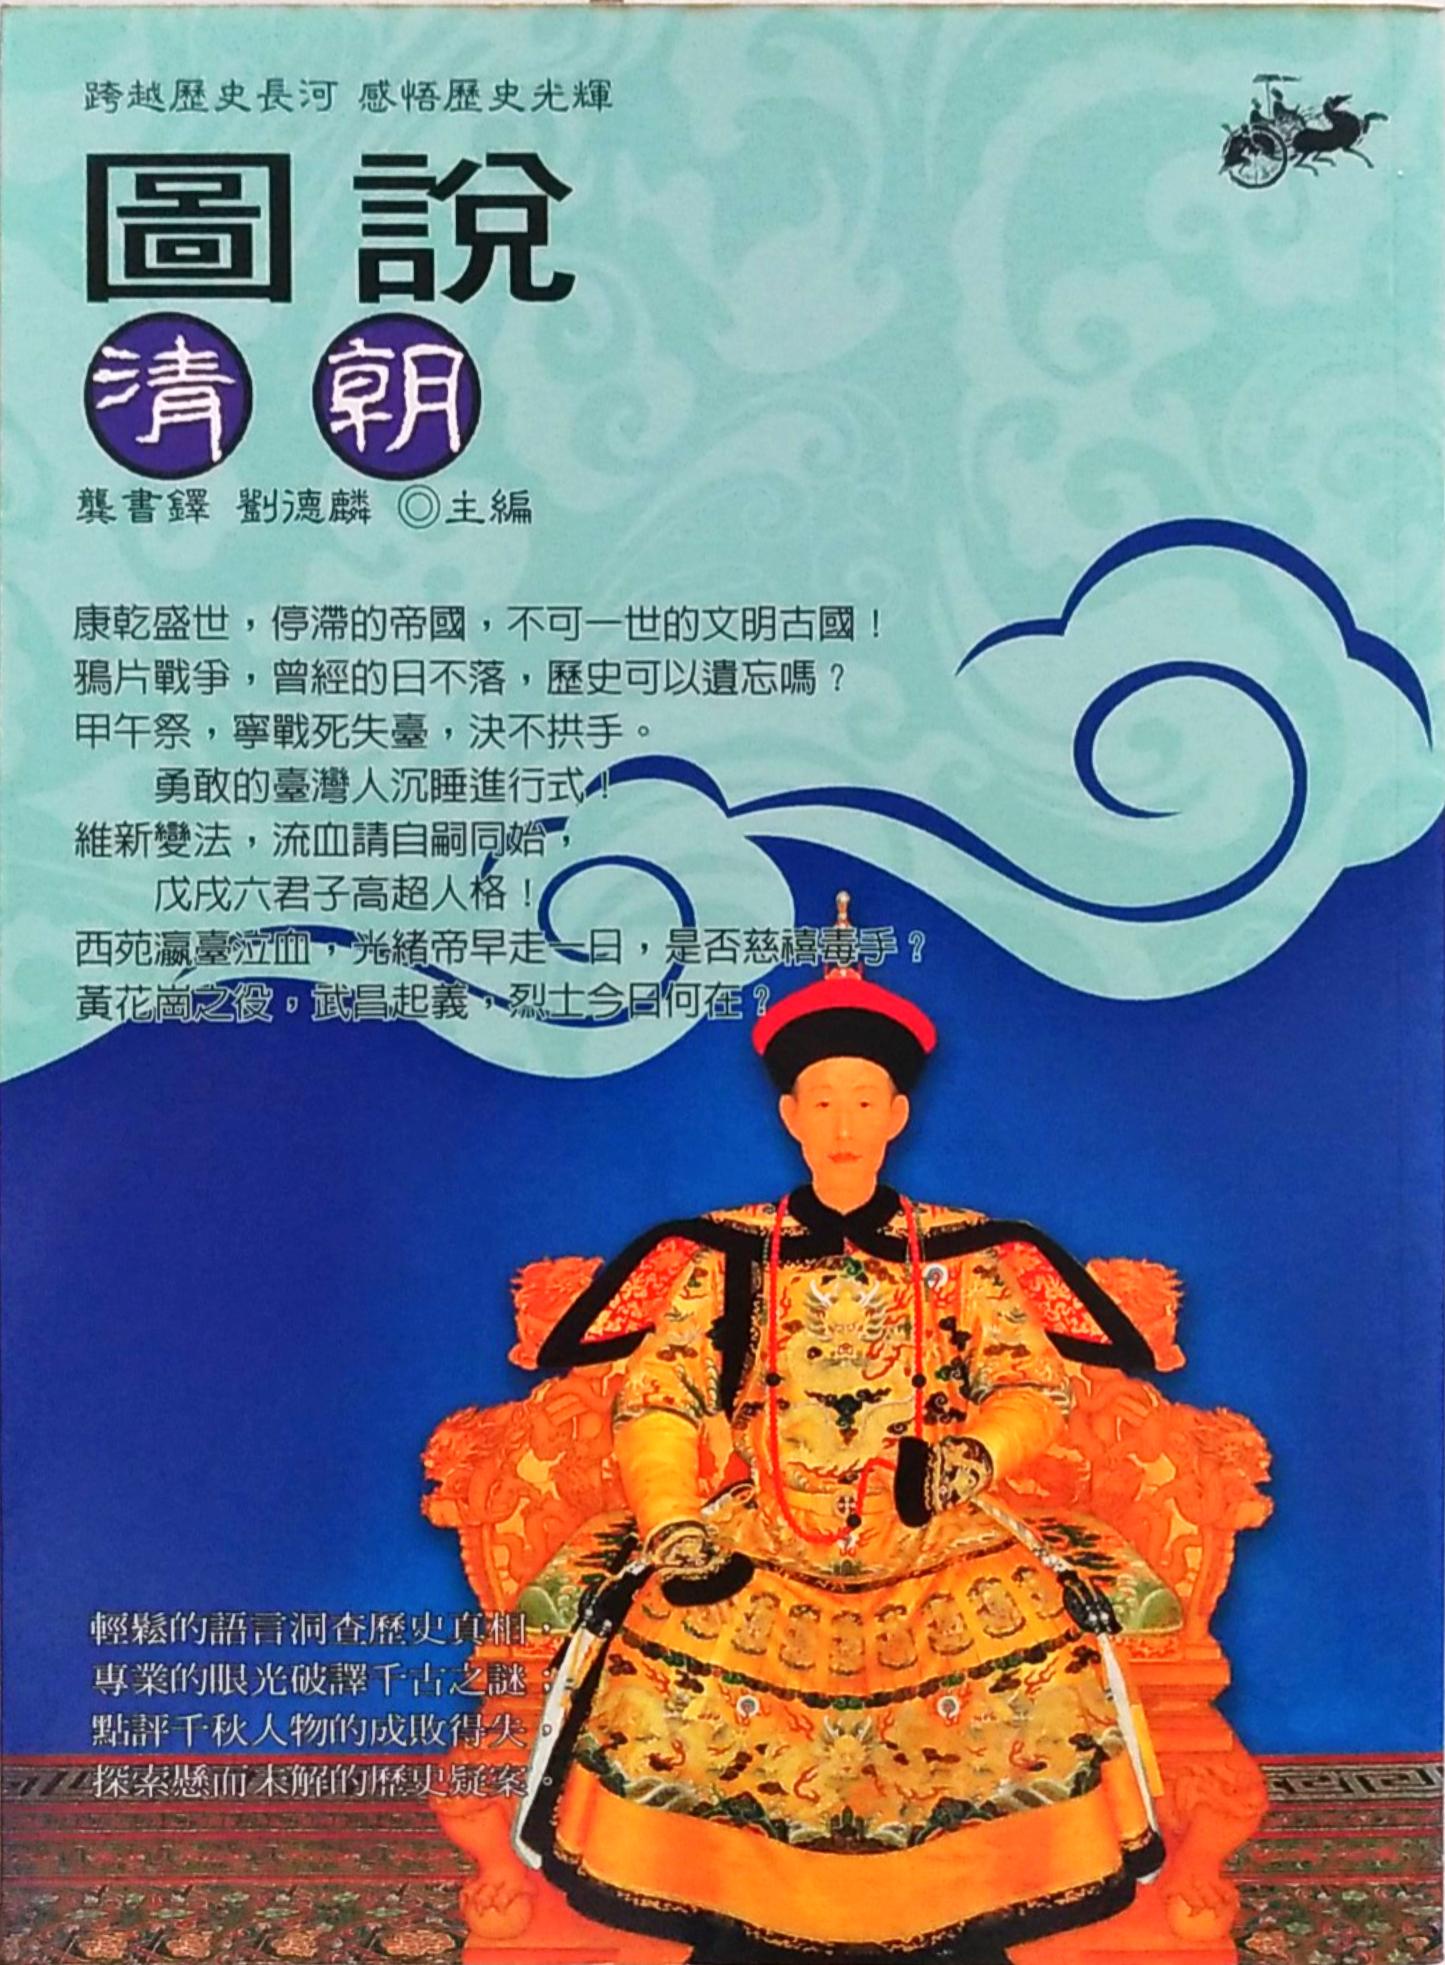 跨越歷史長河 感悟歷史光輝
圖說
清朝
龔書鐸 劉德麟 ◎主編
康乾盛世，停滯的帝國，不可一世的文明古國！
鴉片戰爭，曾經的日不落，歷史可以遺忘嗎？
甲午祭，寧戰死失臺，決不拱手。
勇敢的臺灣人沉睡進行式！
維新變法，流血請自嗣同始，
戊戌六君子高超人格！
西苑瀛臺泣血，光緒帝早走一日，是否慈禧毒手？
黃花崗之役，武昌起義，烈士今日何在？
輕鬆的語言洞查歷史真相，
專業的眼光破譯千古之謎；
點評千秋人物的成敗得失，
探索懸而未解的歷史疑案。